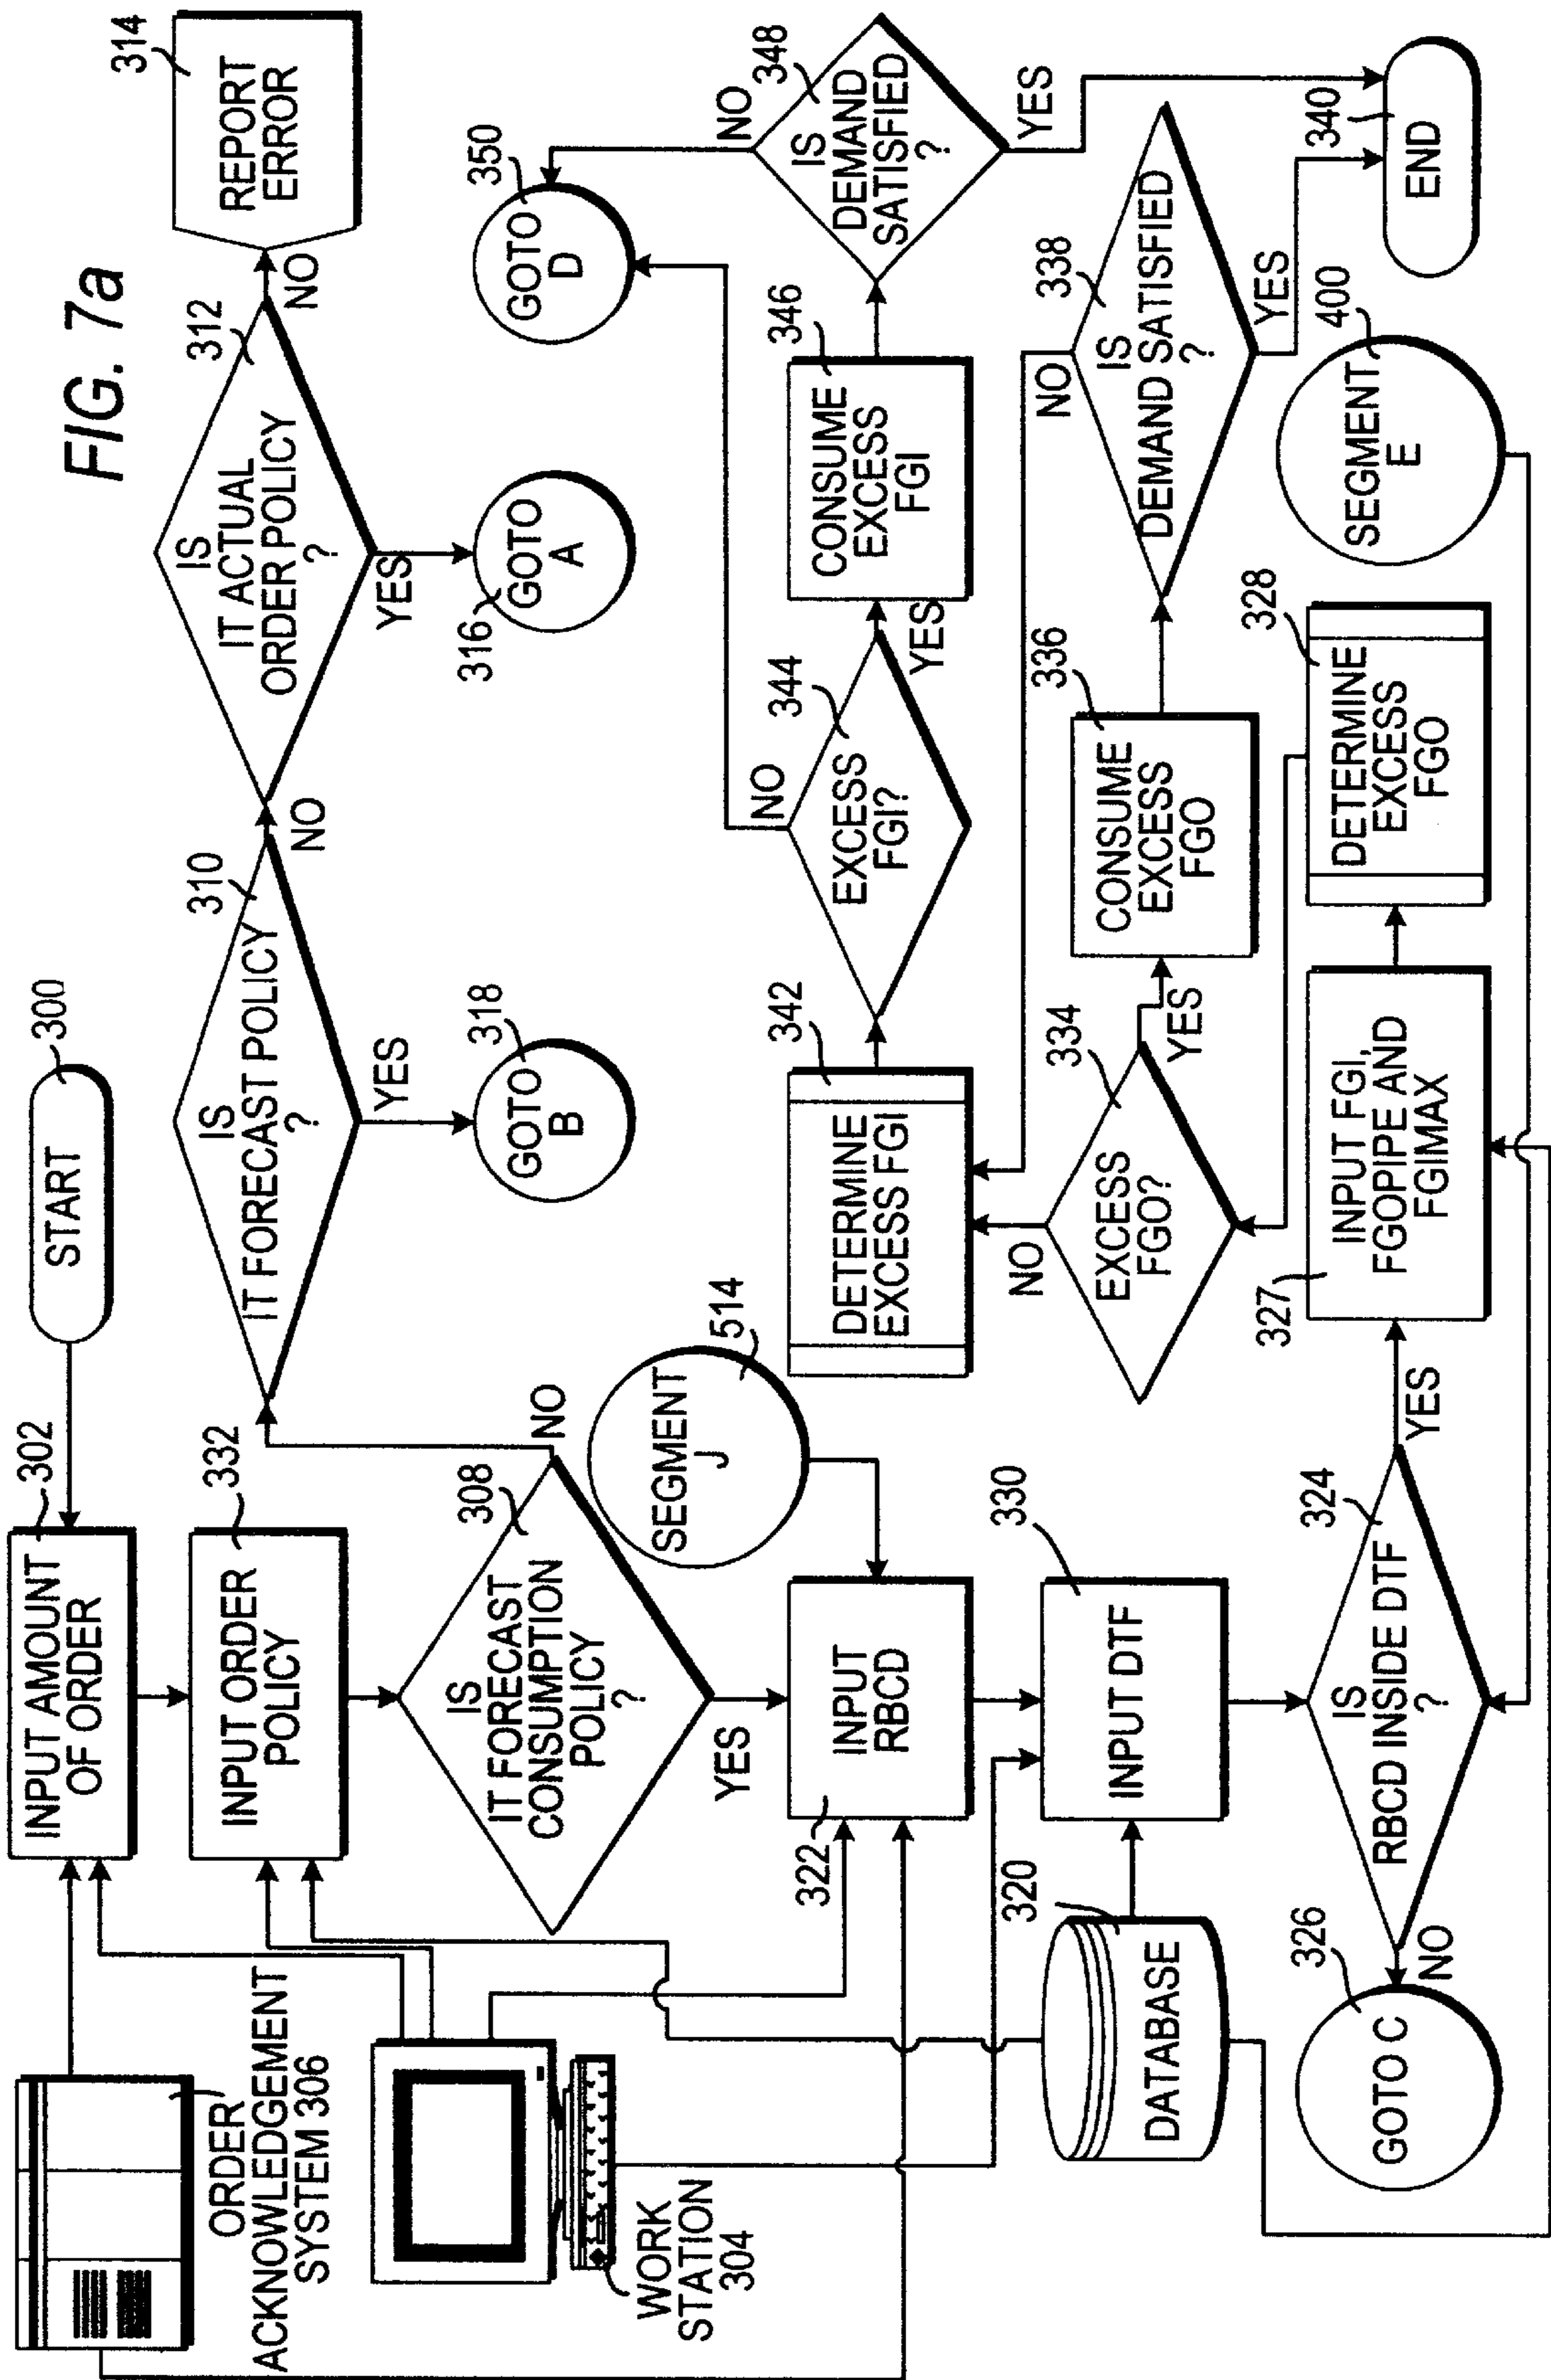 FIG. 7a
START
300
INPUT AMOUNT
OF ORDER
302
INPUT ORDER
POLICY
332
ORDER
ACKNOWLEDGEMENT
SYSTEM 306
WORK
STATION
304
IS
IT FORECAST
CONSUMPTION
POLICY
?
308
NO
YES
IS
IT FORECAST POLICY
?
310
NO
YES
GOTO
B
318
IS
IT ACTUAL
ORDER POLICY
?
312
NO
YES
GOTO
A
316
REPORT
ERROR
314
SEGMENT
J
514
INPUT
RBCD
322
INPUT DTF
330
DATABASE
320
IS
RBCD INSIDE DTF
?
324
NO
YES
GOTO C
326
INPUT FGI,
FGOPIPE AND
FGIMAX
327
DETERMINE
EXCESS
FGO
328
SEGMENT
E
400
EXCESS
FGO?
334
NO
YES
CONSUME
EXCESS
FGO
336
IS
DEMAND SATISFIED
?
338
NO
YES
END
340
DETERMINE
EXCESS FGI
342
EXCESS
FGI?
344
NO
YES
CONSUME
EXCESS
FGI
346
IS
DEMAND
SATISFIED
?
348
NO
YES
GOTO
D
350